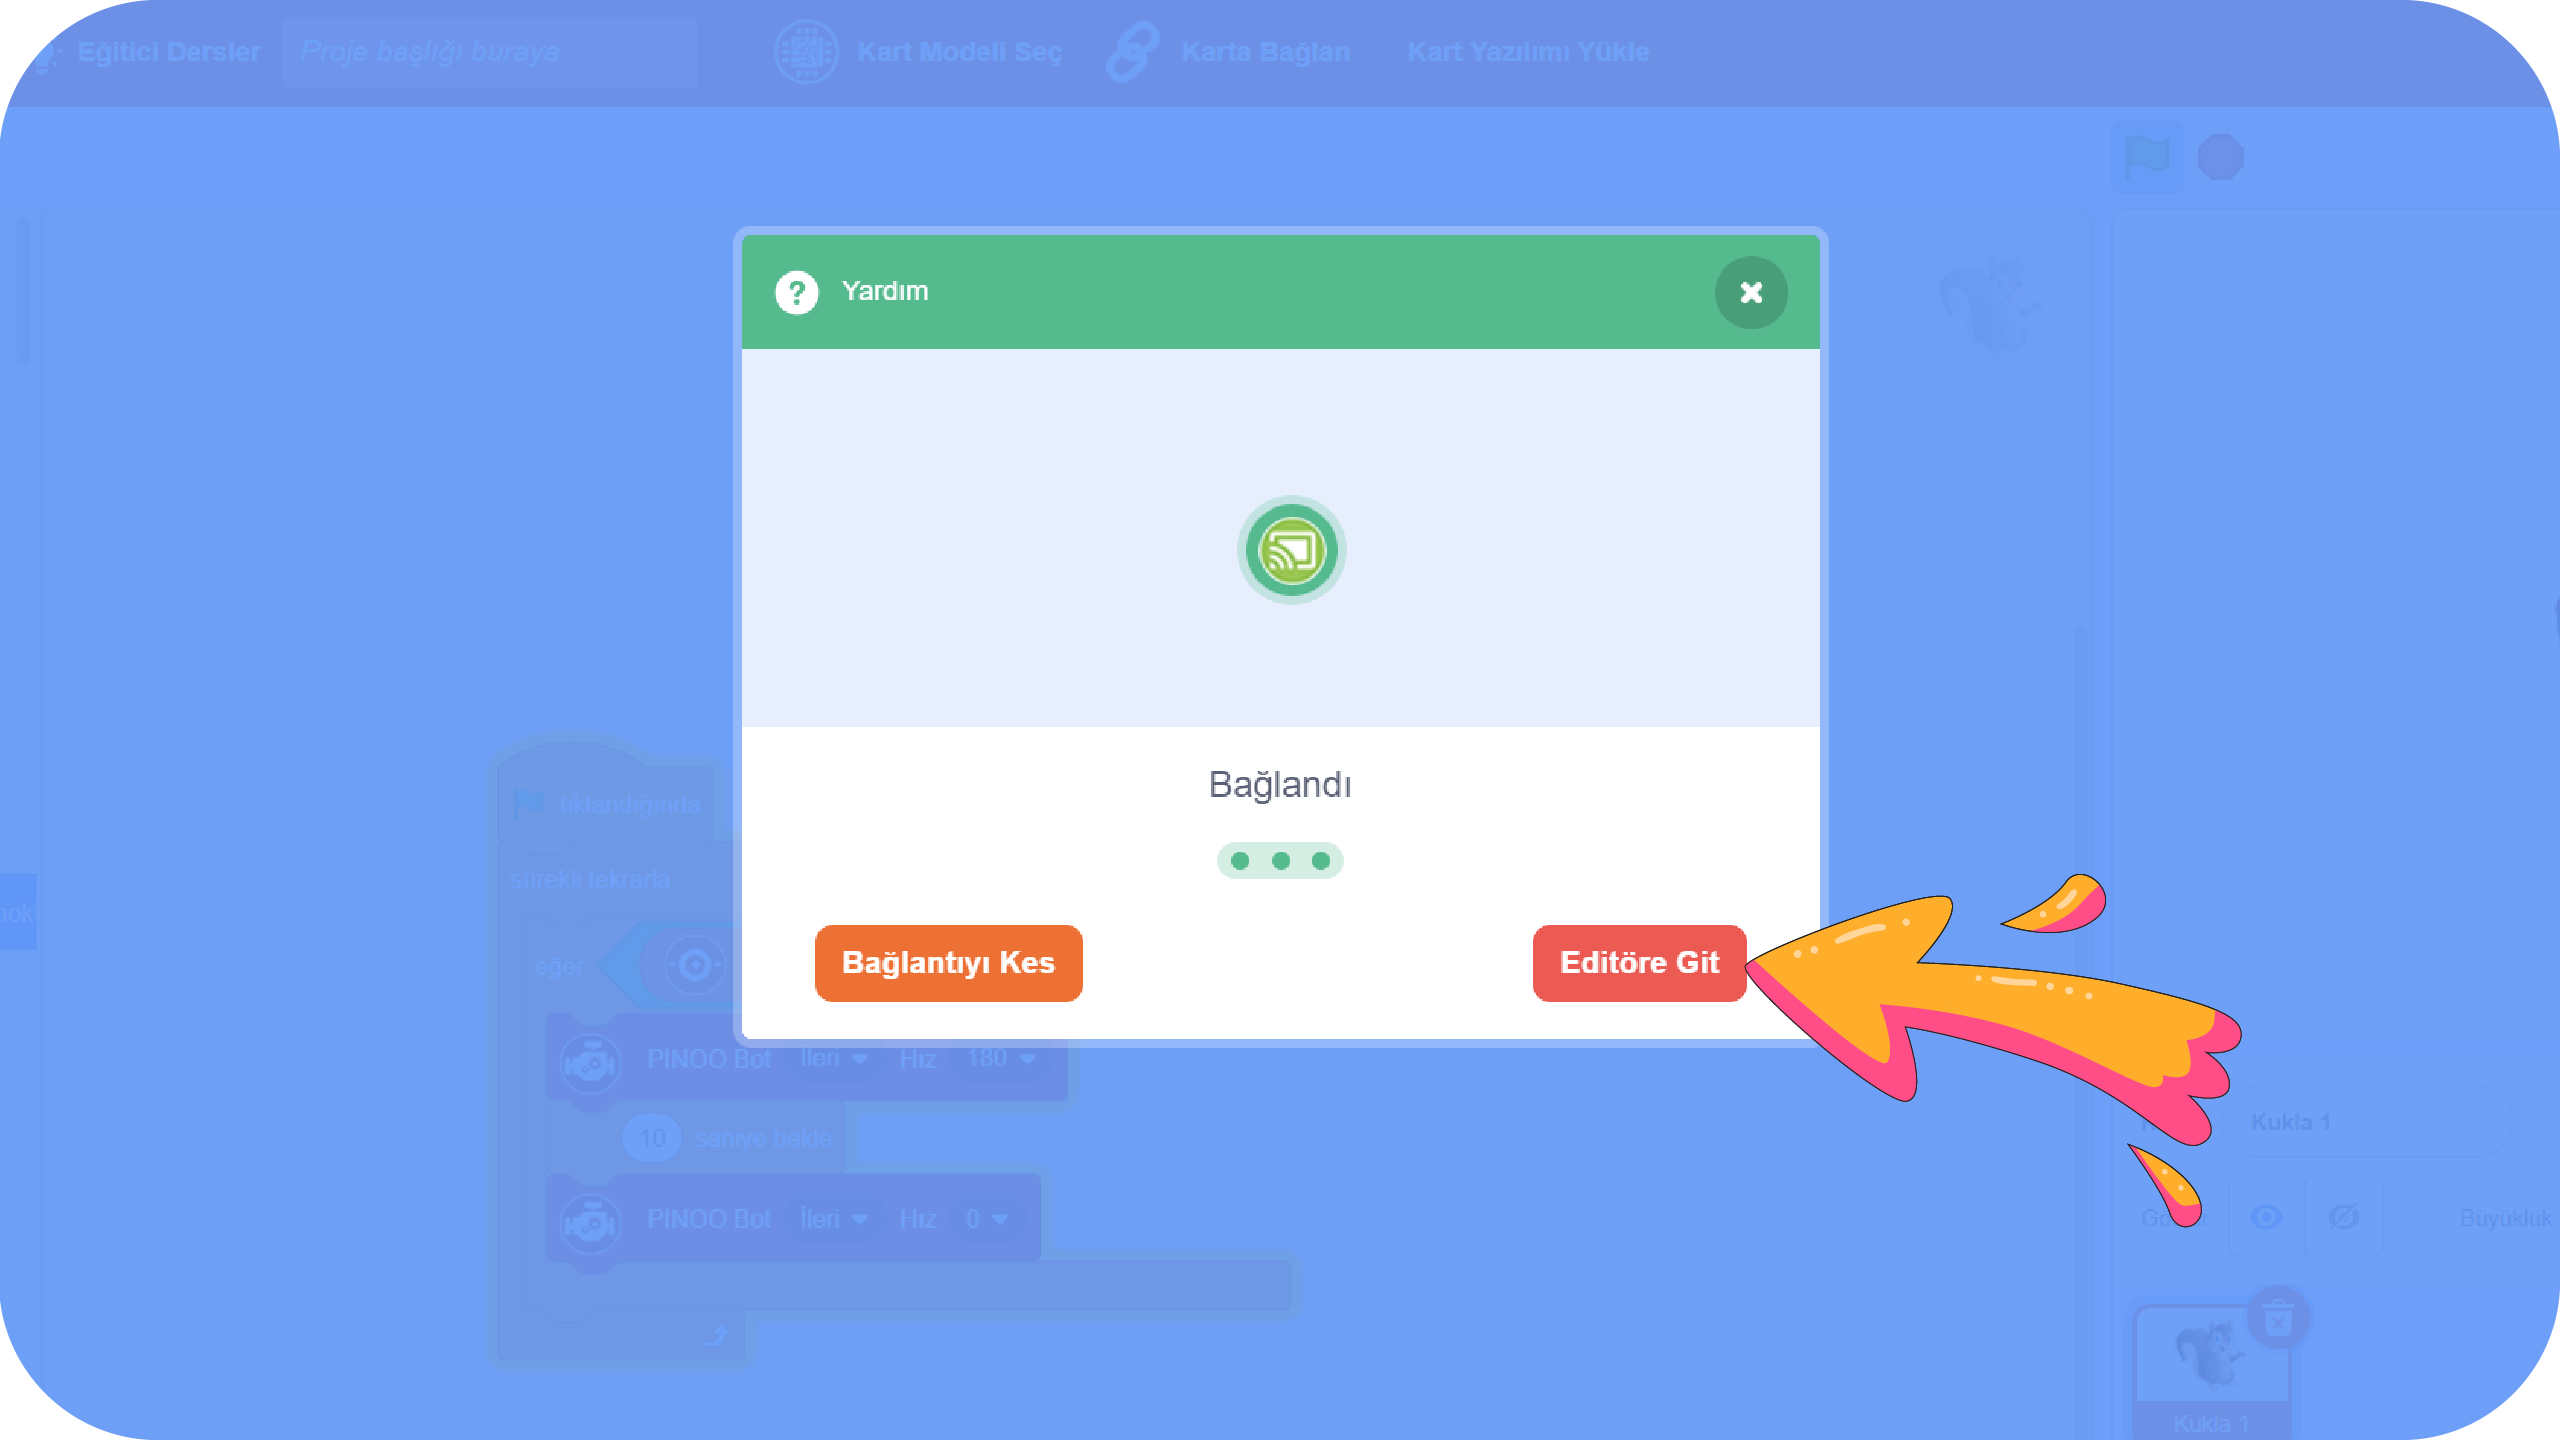 Eğitici Dersler
Proje başlığı buraya
Kart Modeli Seç
Karta Bağlan
Kart Yazılımı Yükle
Yardım
Bağlandı
Bağlantıyı Kes
Editöre Git
tıklandığında
sürekli tekrarla
eğer
PINOO Bot İleri Hız 180
10 saniye bekle
PINOO Bot İleri Hız 0
Kukla 1
Büyüklük
Kukla 1